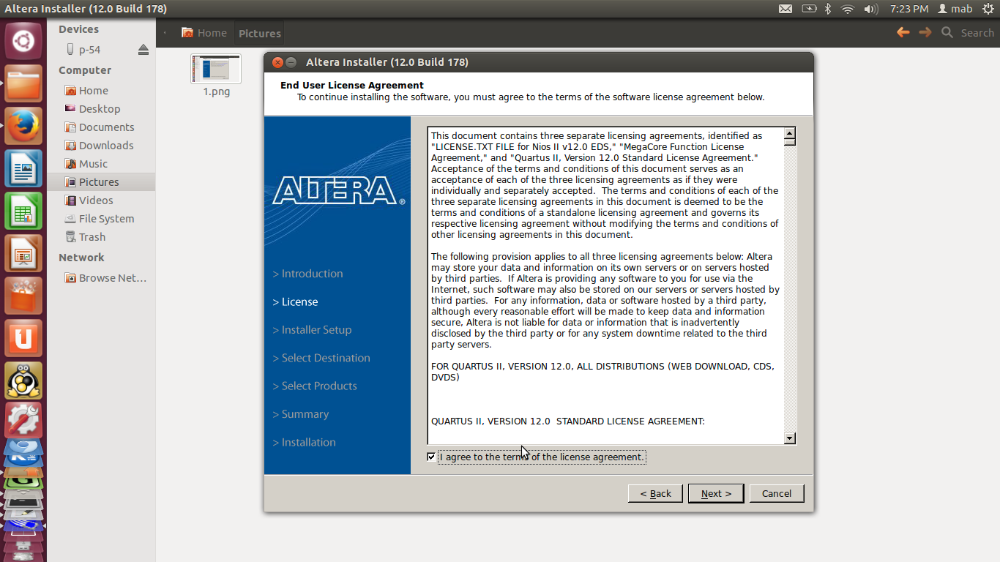 Altera Installer (12.0 Build 178)
7:23 PM
mab
Devices
p-54
Computer
Home
Desktop
Documents
Downloads
Music
Pictures
Videos
File System
Trash
Network
Browse Net...
Home
Pictures
Search
1.png
Altera Installer (12.0 Build 178)
End User License Agreement
To continue installing the software, you must agree to the terms of the software license agreement below.
ALTERA®
> Introduction
> License
> Installer Setup
> Select Destination
> Select Products
> Summary
> Installation
This document contains three separate licensing agreements, identified as
"LICENSE.TXT FILE for Nios II v12.0 EDS," "MegaCore Function License
Agreement," and "Quartus II, Version 12.0 Standard License Agreement."
Acceptance of the terms and conditions of this document serves as an
acceptance of each of the three licensing agreements as if they were
individually and separately accepted.  The terms and conditions of each of the
three separate licensing agreements in this document is deemed to be the
terms and conditions of a standalone licensing agreement and governs its
respective licensing agreement without modifying the terms and conditions of
other licensing agreements in this document.
The following provision applies to all three licensing agreements below: Altera
may store your data and information on its own servers or on servers hosted
by third parties.  If Altera is providing any software to you for use via the
Internet, such software may also be stored on our servers or servers hosted by
third parties.  For any information, data or software hosted by a third party,
although every reasonable effort will be made to keep data and information
secure, Altera is not liable for data or information that is inadvertently
disclosed by the third party or for any system downtime related to the third
party servers.
FOR QUARTUS II, VERSION 12.0, ALL DISTRIBUTIONS (WEB DOWNLOAD, CDS,
DVDS)
QUARTUS II, VERSION 12.0  STANDARD LICENSE AGREEMENT:
I agree to the terms of the license agreement.
< Back
Next >
Cancel